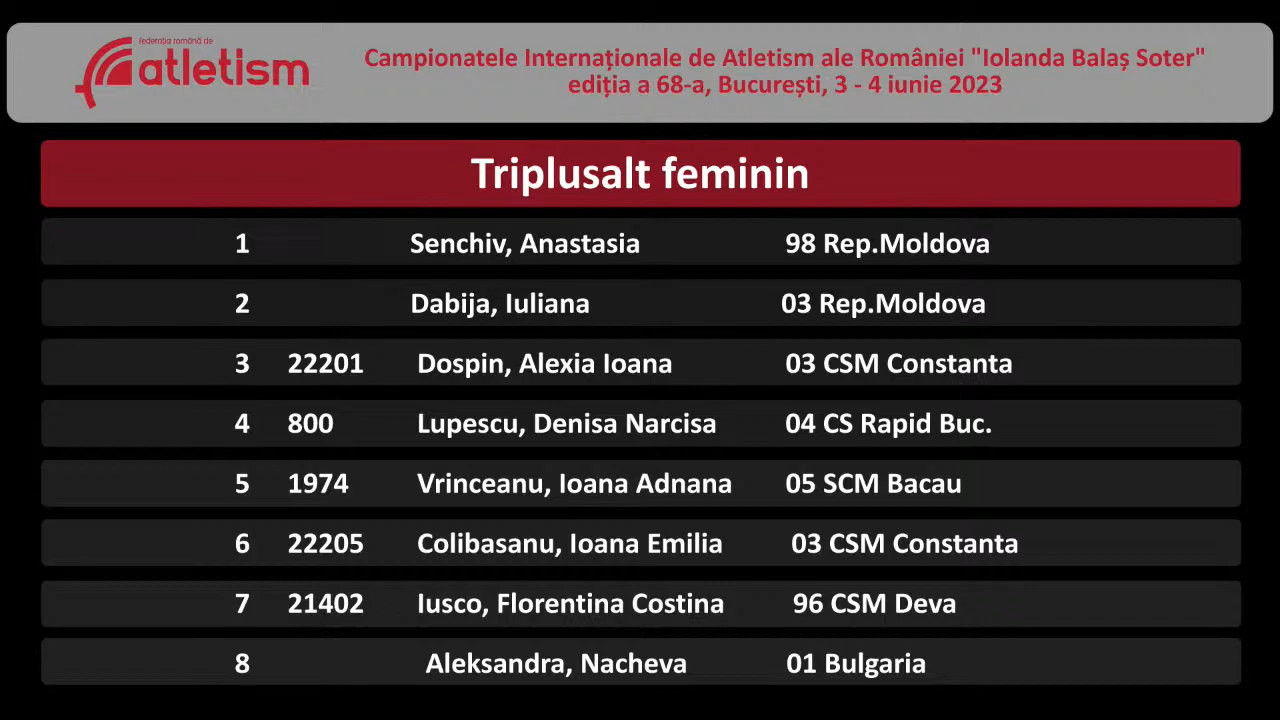 Federația română de
atletism
Campionatele Internaționale de Atletism ale României "Iolanda Balaș Soter"
ediția a 68-a, București, 3 - 4 iunie 2023
Triplusalt feminin
1 Senchiv, Anastasia 98 Rep.Moldova
2 Dabija, Iuliana 03 Rep.Moldova
3 22201 Dospin, Alexia Ioana 03 CSM Constanta
4 800 Lupescu, Denisa Narcisa 04 CS Rapid Buc.
5 1974 Vrinceanu, Ioana Adnana 05 SCM Bacau
6 22205 Colibasanu, Ioana Emilia 03 CSM Constanta
7 21402 Iusco, Florentina Costina 96 CSM Deva
8 Aleksandra, Nacheva 01 Bulgaria